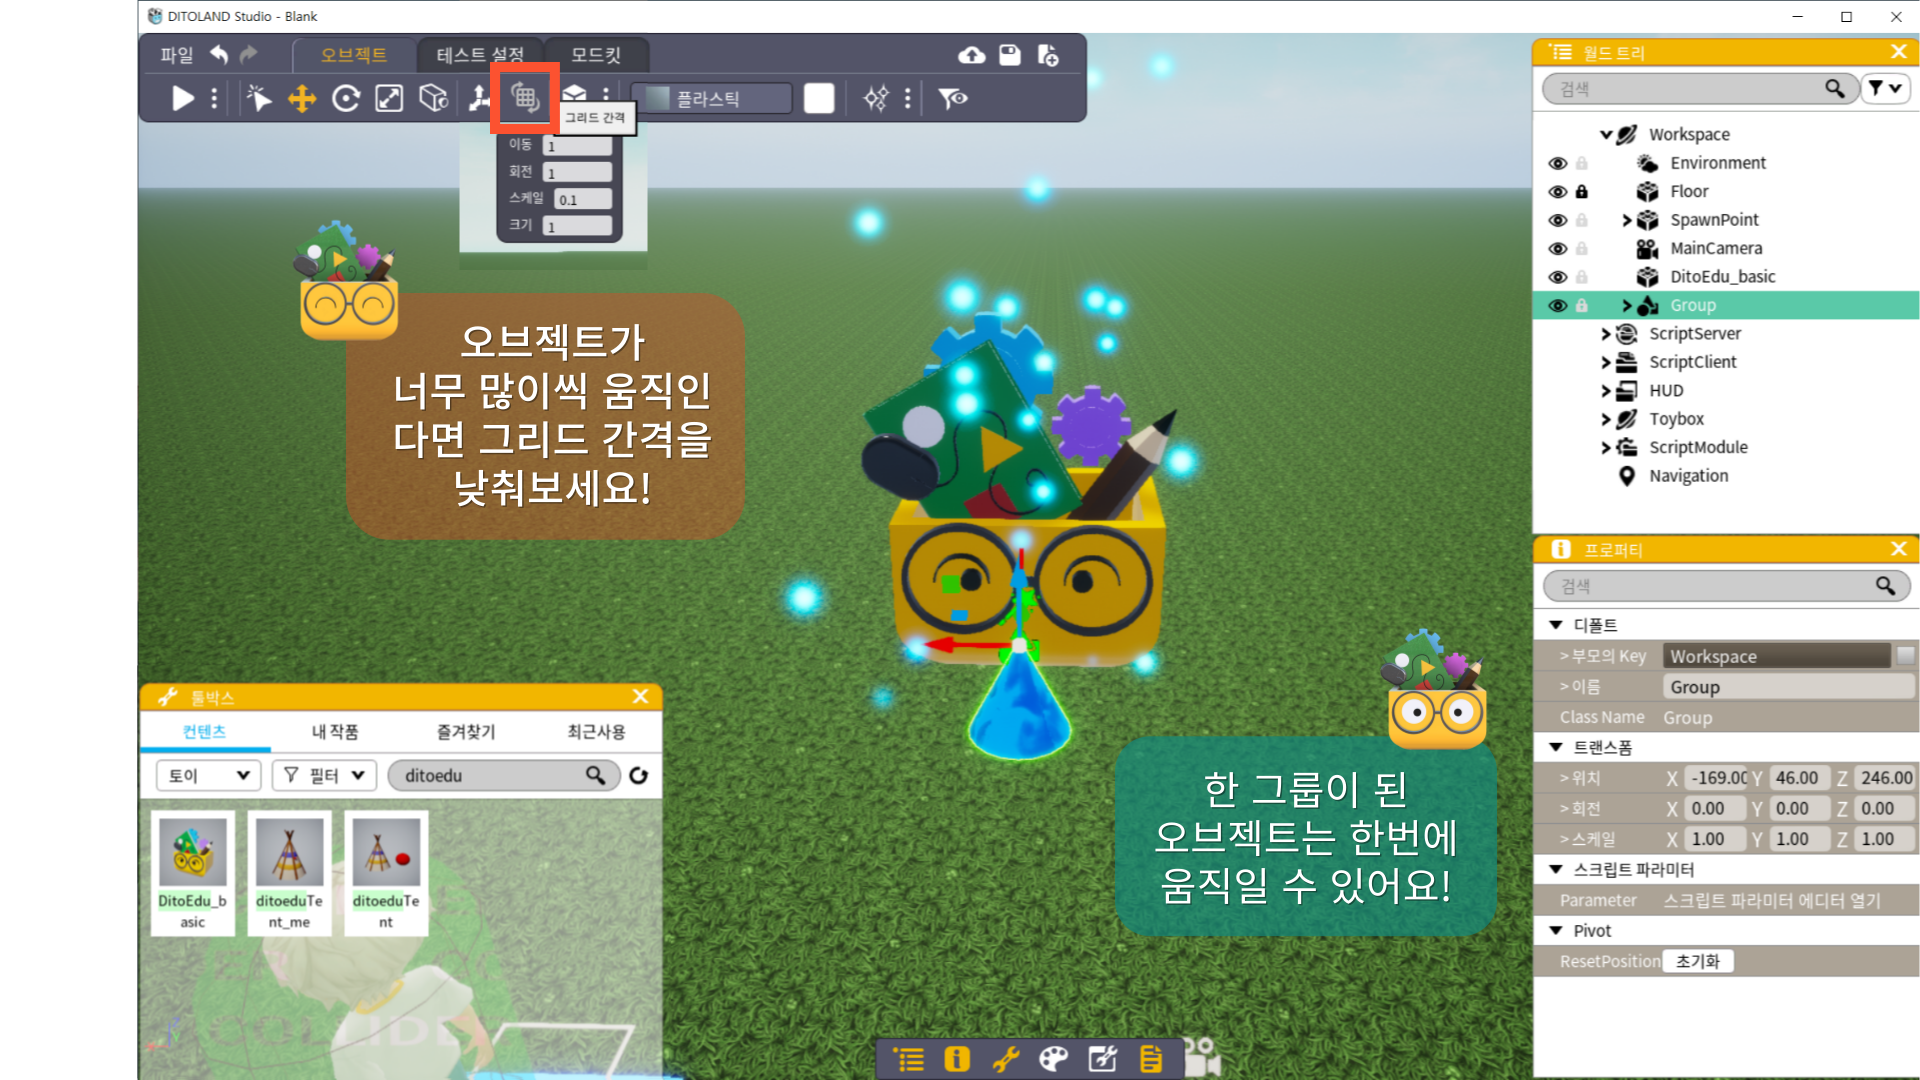 DITOLAND Studio - Blank
파일
오브젝트
테스트 설정
모드킷
플라스틱
그리드 간격
이동 1
회전 1
스케일 0.1
크기 1
오브젝트가
너무 많이씩 움직인
다면 그리드 간격을
낮춰보세요!
한 그룹이 된
오브젝트는 한번에
움직일 수 있어요!
툴박스
컨텐츠
내 작품
즐겨찾기
최근사용
토이
필터
ditoedu
DitoEdu_b
asic
ditoeduTe
nt_me
ditoeduTe
nt
COLLIDE
월드 트리
검색
Workspace
Environment
Floor
SpawnPoint
MainCamera
DitoEdu_basic
Group
ScriptServer
ScriptClient
HUD
Toybox
ScriptModule
Navigation
프로퍼티
검색
디폴트
> 부모의 Key Workspace
> 이름 Group
Class Name Group
트랜스폼
> 위치 X -169.00 Y 46.00 Z 246.00
> 회전 X 0.00 Y 0.00 Z 0.00
> 스케일 X 1.00 Y 1.00 Z 1.00
스크립트 파라미터
Parameter 스크립트 파라미터 에디터 열기
Pivot
ResetPosition 초기화